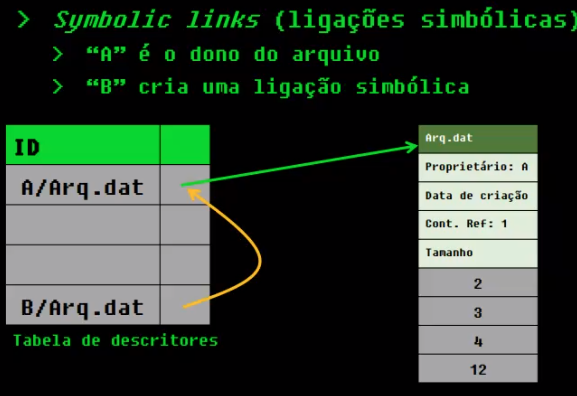 > Symbolic links (ligações simbólicas)
> “A” é o dono do arquivo
> “B” cria uma ligação simbólica
ID
A/Arq.dat
B/Arq.dat
Tabela de descritores
Arq.dat
Proprietário: A
Data de criação
Cont. Ref: 1
Tamanho
2
3
4
12